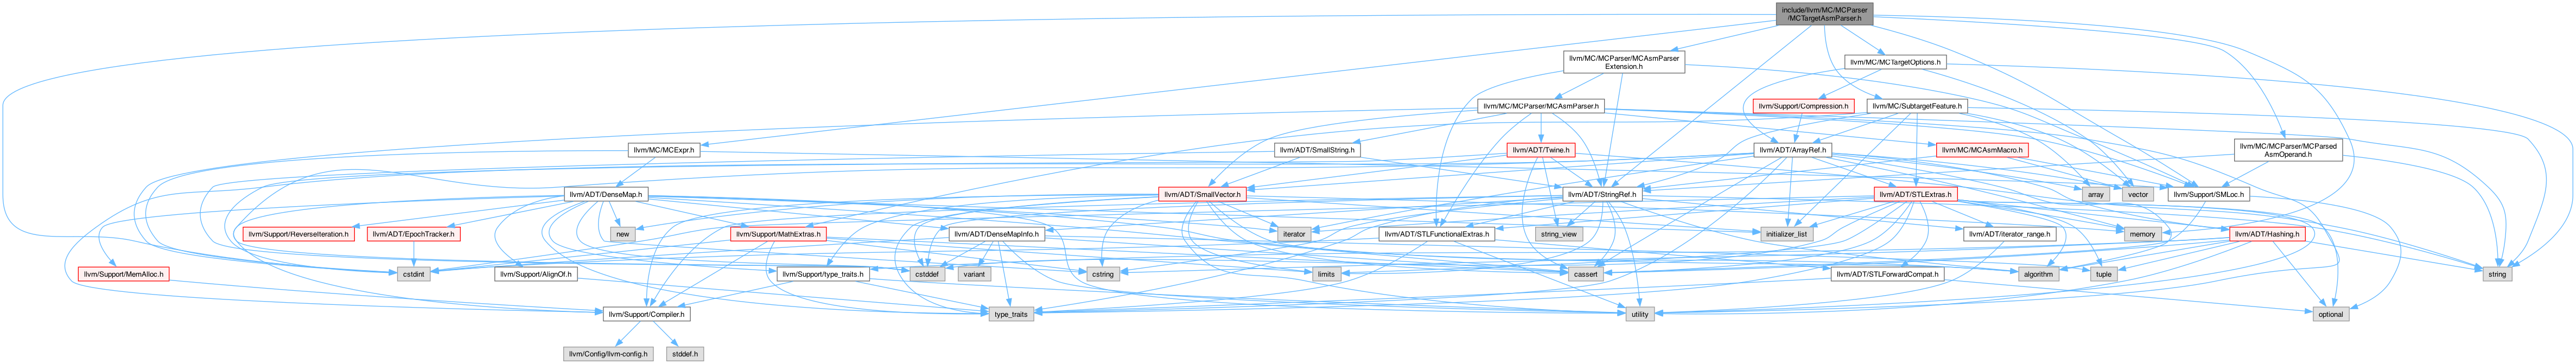 include/llvm/MC/MCParser
/MCTargetAsmParser.h
llvm/MC/MCParser/MCAsmParser
Extension.h
llvm/MC/MCTargetOptions.h
llvm/MC/MCParser/MCAsmParser.h
llvm/Support/Compression.h
llvm/MC/SubtargetFeature.h
llvm/MC/MCExpr.h
llvm/ADT/SmallString.h
llvm/ADT/Twine.h
llvm/ADT/ArrayRef.h
llvm/MC/MCAsmMacro.h
llvm/MC/MCParser/MCParsed
AsmOperand.h
llvm/ADT/DenseMap.h
llvm/ADT/SmallVector.h
llvm/ADT/StringRef.h
llvm/ADT/STLExtras.h
array
vector
llvm/Support/SMLoc.h
llvm/Support/ReverseIteration.h
llvm/ADT/EpochTracker.h
new
llvm/Support/MathExtras.h
llvm/ADT/DenseMapInfo.h
iterator
llvm/ADT/STLFunctionalExtras.h
string_view
initializer_list
llvm/ADT/iterator_range.h
memory
llvm/ADT/Hashing.h
llvm/Support/MemAlloc.h
cstdint
llvm/Support/AlignOf.h
llvm/Support/type_traits.h
cstddef
variant
cstring
limits
cassert
llvm/ADT/STLForwardCompat.h
algorithm
tuple
string
llvm/Support/Compiler.h
type_traits
utility
optional
llvm/Config/llvm-config.h
stddef.h